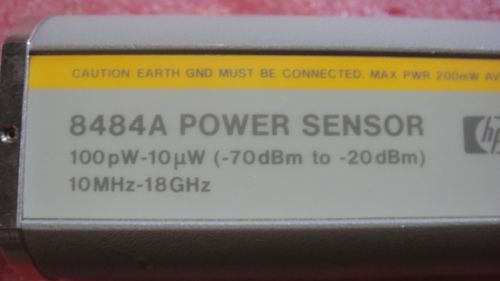 CAUTION EARTH GND MUST BE CONNECTED. MAX PWR 200mW AV
8484A POWER SENSOR
hp
100pW-10µW (-70dBm to -20dBm)
10MHz-18GHz